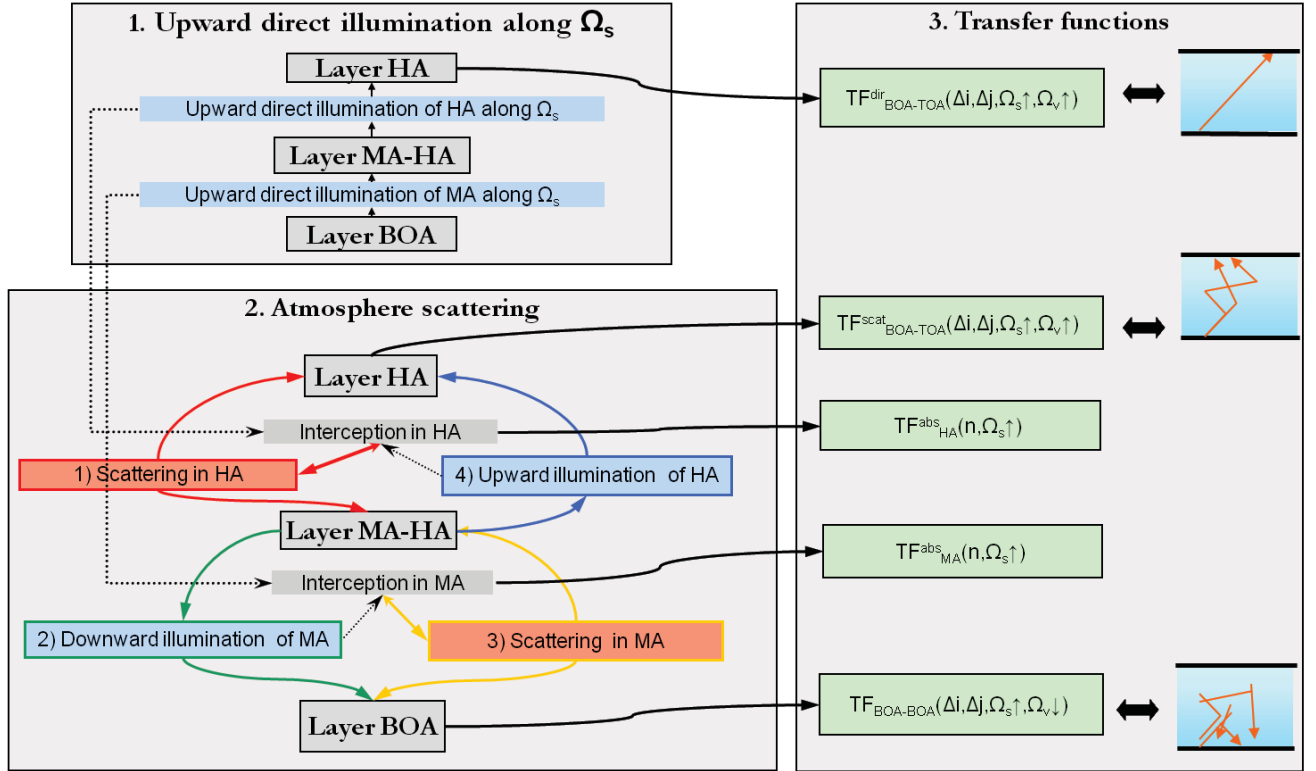 1. Upward direct illumination along Ωs
Layer HA
Upward direct illumination of HA along Ωs
Layer MA-HA
Upward direct illumination of MA along Ωs
Layer BOA
2. Atmosphere scattering
Layer HA
Interception in HA
1) Scattering in HA
4) Upward illumination of HA
Layer MA-HA
Interception in MA
2) Downward illumination of MA
3) Scattering in MA
Layer BOA
3. Transfer functions
TFdirBOA-TOA(Δi,Δj,Ωs↑,Ωv↑)
TFscatBOA-TOA(Δi,Δj,Ωs↑,Ωv↑)
TFabsHA(n,Ωs↑)
TFabsMA(n,Ωs↑)
TFBOA-BOA(Δi,Δj,Ωs↑,Ωv↓)